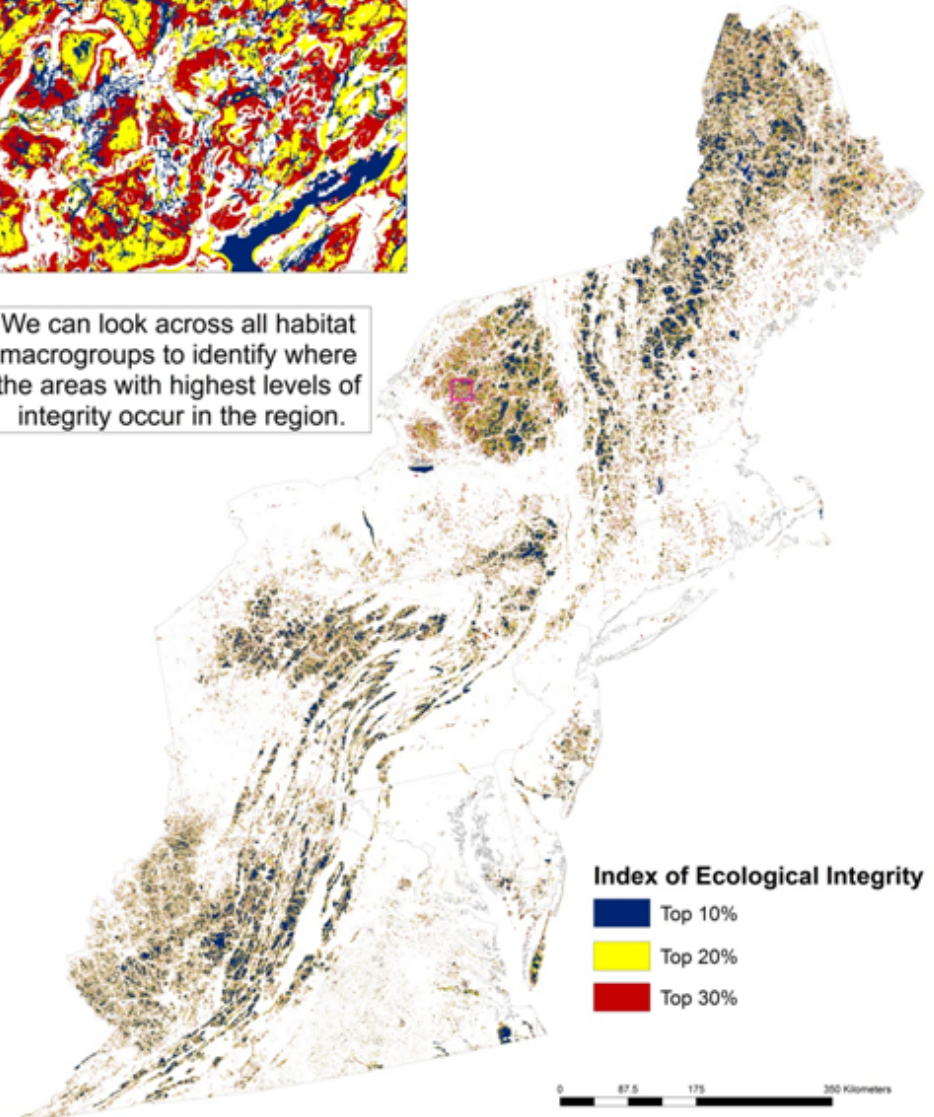 We can look across all habitat
macrogroups to identify where
the areas with highest levels of
integrity occur in the region.
Index of Ecological Integrity
Top 10%
Top 20%
Top 30%
0 87.5 175 350 Kilometers